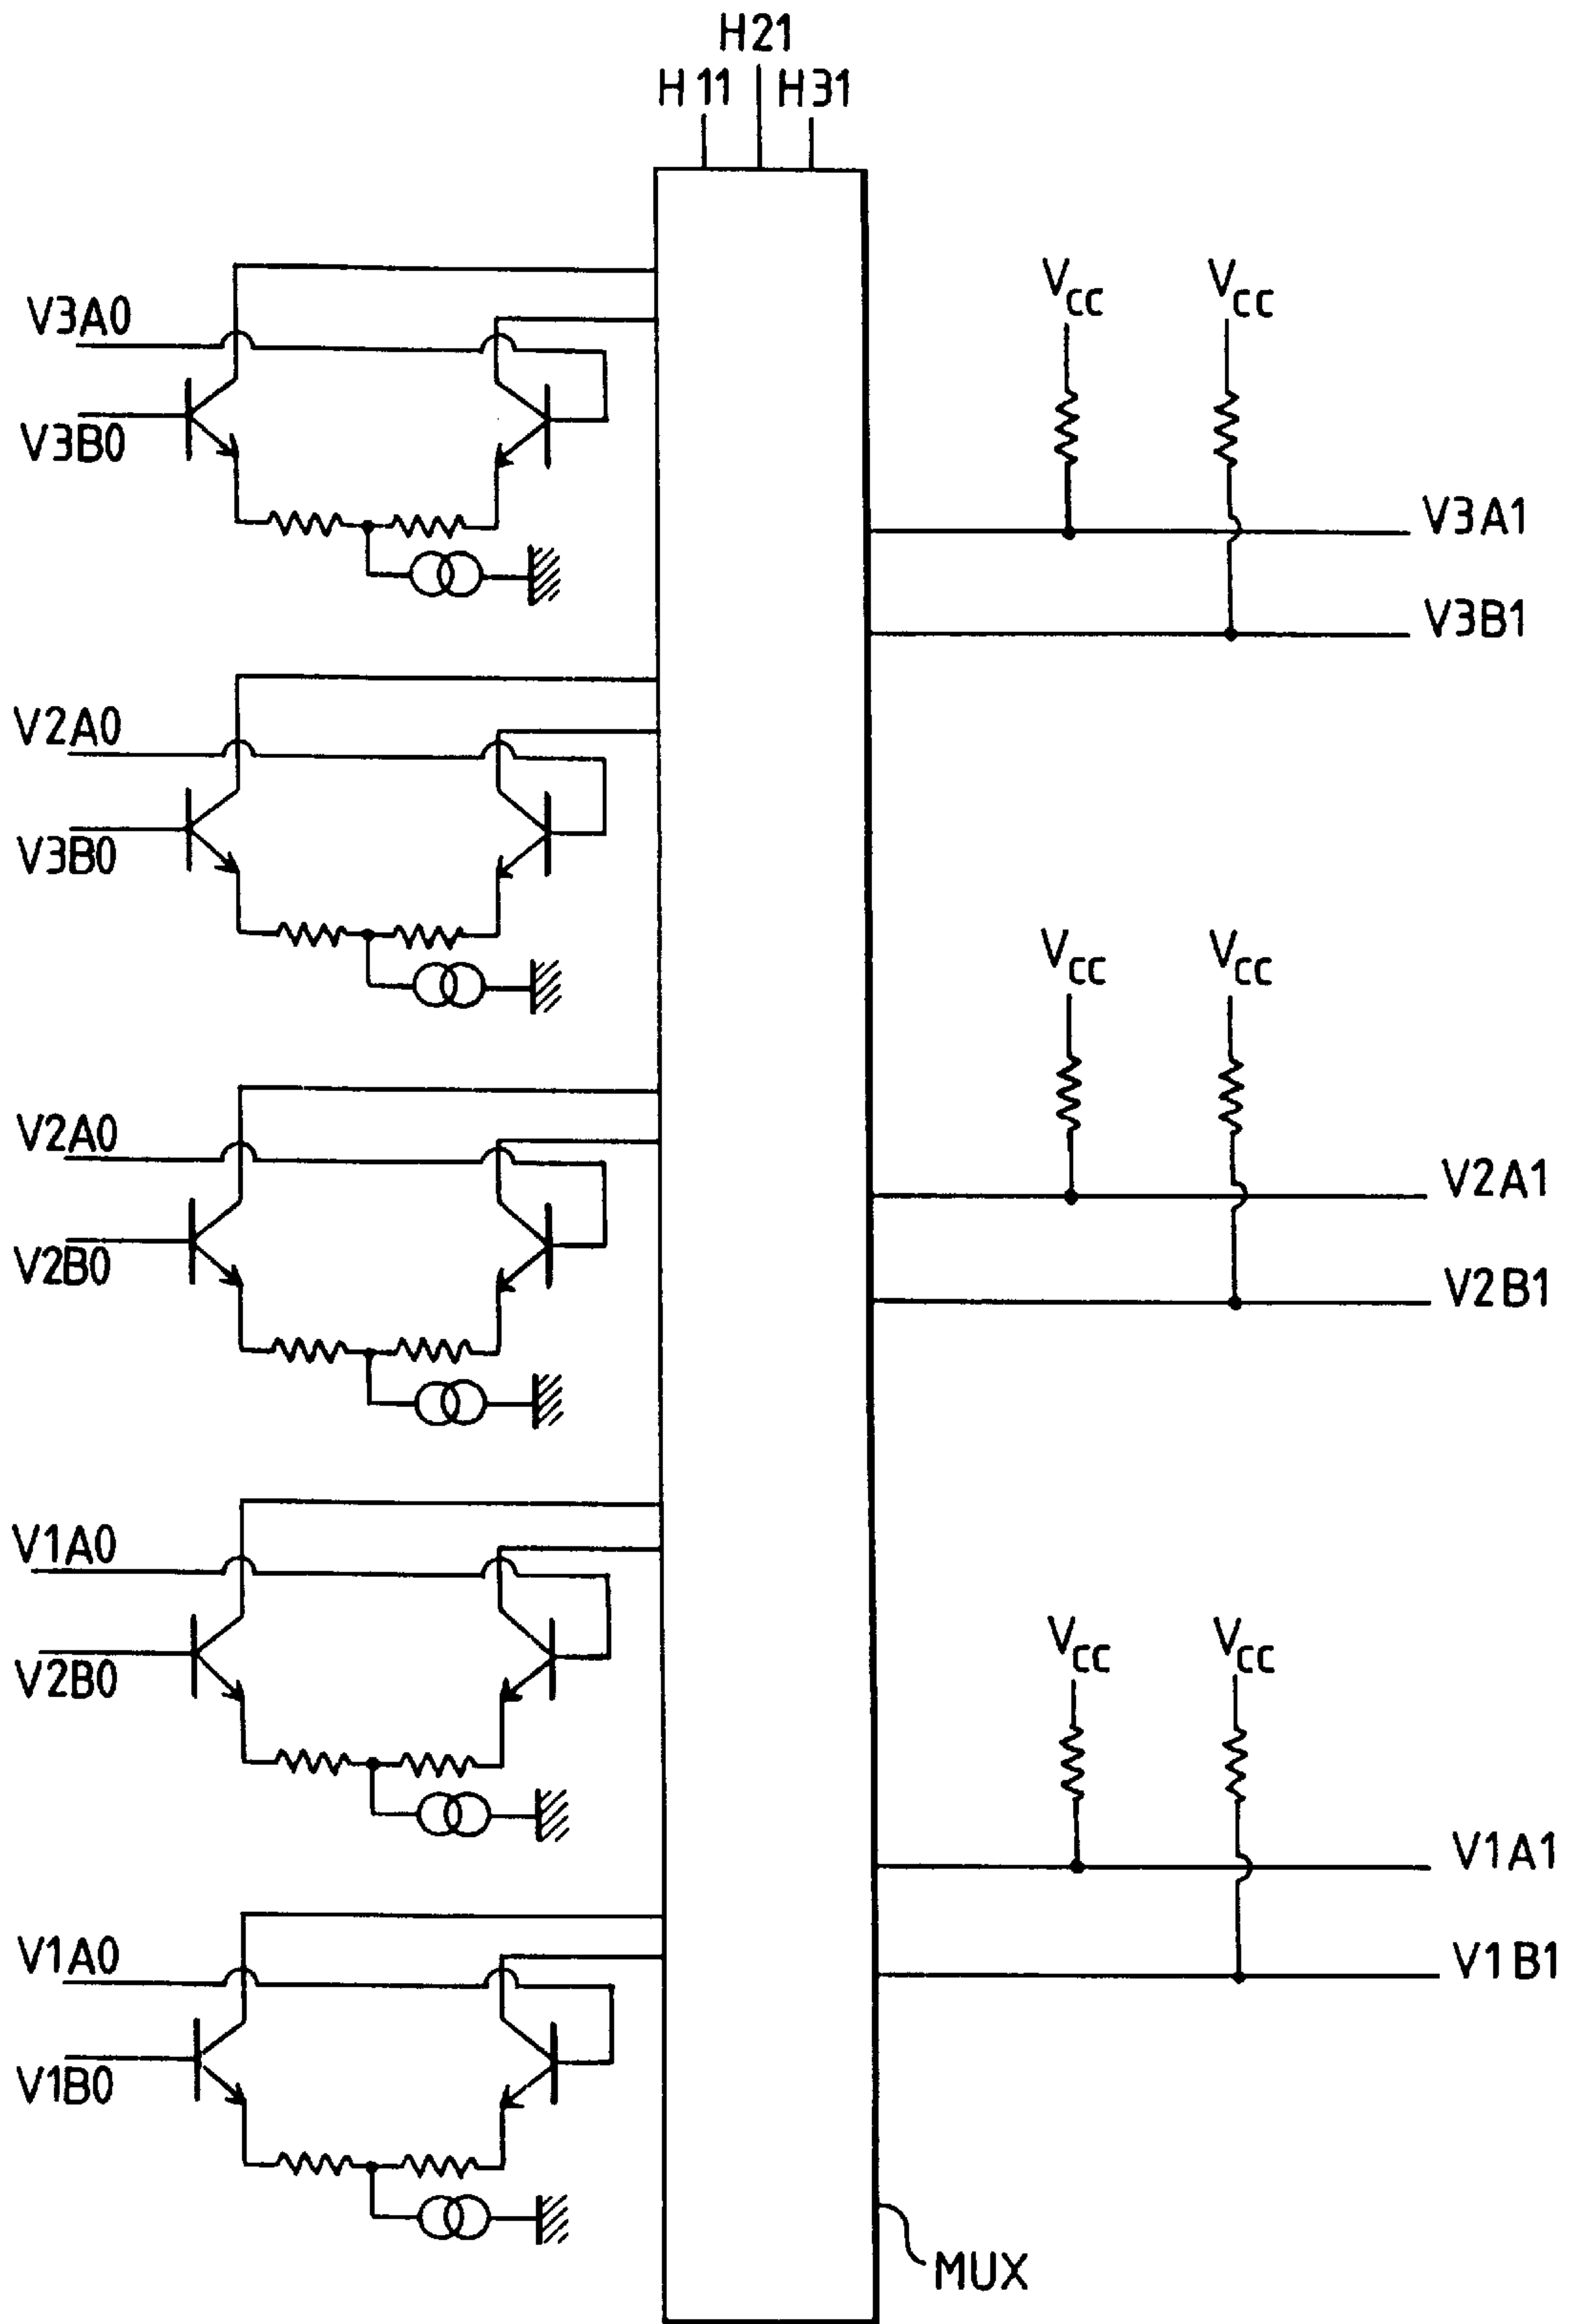 H21
H11 H31
V3A0
V3B0
V2A0
V3B0
V2A0
V2B0
V1A0
V2B0
V1A0
V1B0
VCC VCC
V3A1
V3B1
VCC VCC
V2A1
V2B1
VCC VCC
V1A1
V1B1
MUX